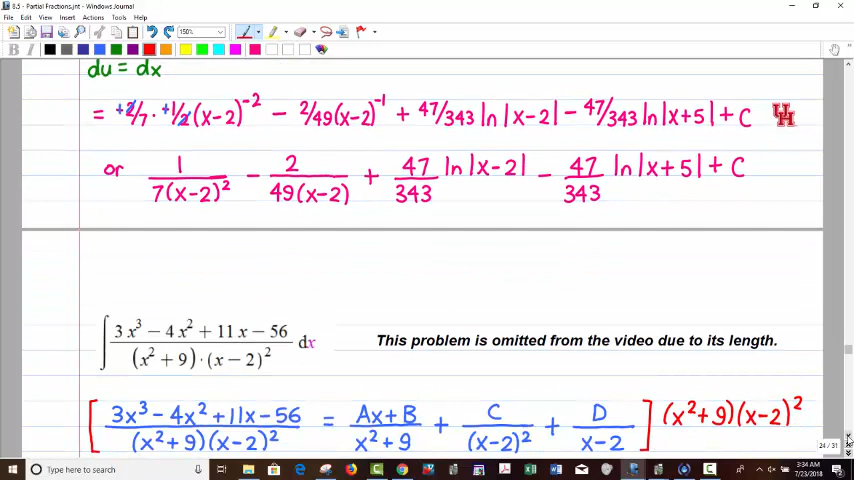 8.5 - Partial Fractions.jnt - Windows Journal
File Edit View Insert Actions Tools Help
150%
B I
du = dx
= +2/7 · +1/2 (x-2)^-2 - 2/49 (x-2)^-1 + 47/343 ln|x-2| - 47/343 ln|x+5| + C
or 1/(7(x-2)^2) - 2/(49(x-2)) + 47/343 ln|x-2| - 47/343 ln|x+5| + C
∫ (3x^3 − 4x^2 + 11x − 56)/((x^2 + 9)·(x − 2)^2) dx This problem is omitted from the video due to its length.
[ (3x^3 - 4x^2 + 11x - 56)/((x^2+9)(x-2)^2) = (Ax+B)/(x^2+9) + C/(x-2)^2 + D/(x-2) ] (x^2+9)(x-2)^2
24 / 31
Type here to search
3:34 AM
7/23/2018